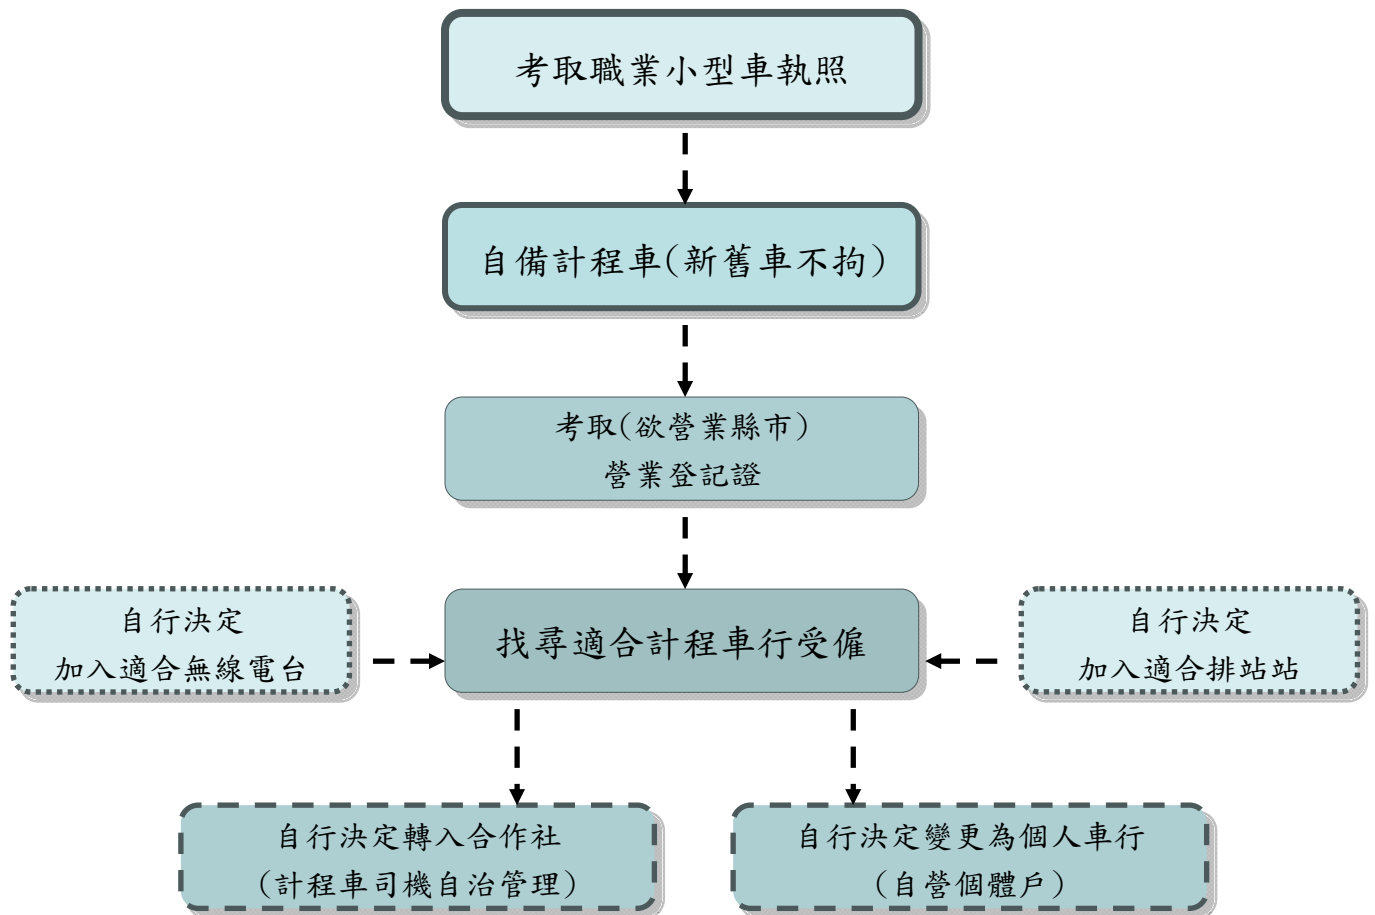 考取職業小型車執照
自備計程車(新舊車不拘)
考取(欲營業縣市)
營業登記證
自行決定
加入適合無線電台
找尋適合計程車行受僱
自行決定
加入適合排站站
自行決定轉入合作社
(計程車司機自治管理)
自行決定變更為個人車行
(自營個體戶)